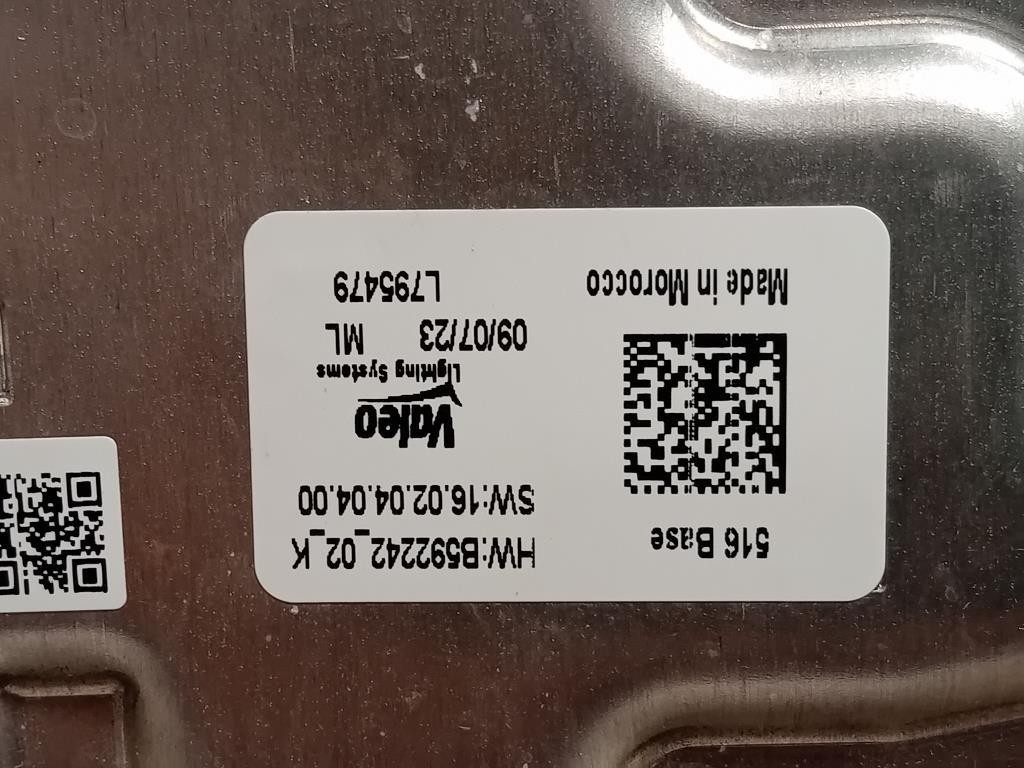 516 Base
Made in Morocco
HW:B592242_02_K
SW:16.02.04.04.00
Valeo
Lighting Systems
09/07/23 ML
L795479